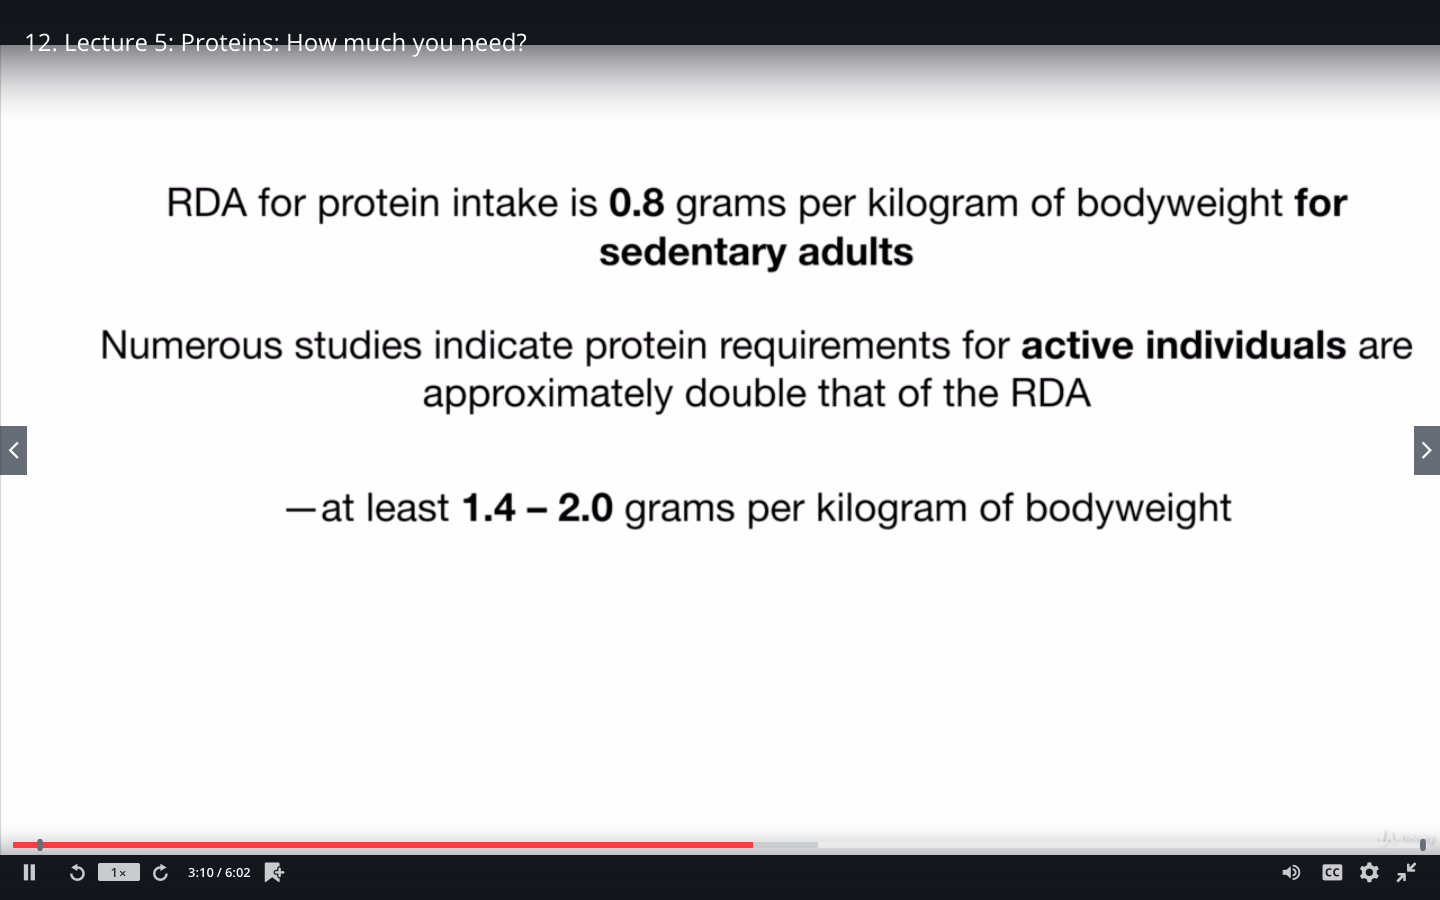 12. Lecture 5: Proteins: How much you need?
RDA for protein intake is 0.8 grams per kilogram of bodyweight for
sedentary adults
Numerous studies indicate protein requirements for active individuals are
approximately double that of the RDA
—at least 1.4 – 2.0 grams per kilogram of bodyweight
1×
3:10 / 6:02
CC